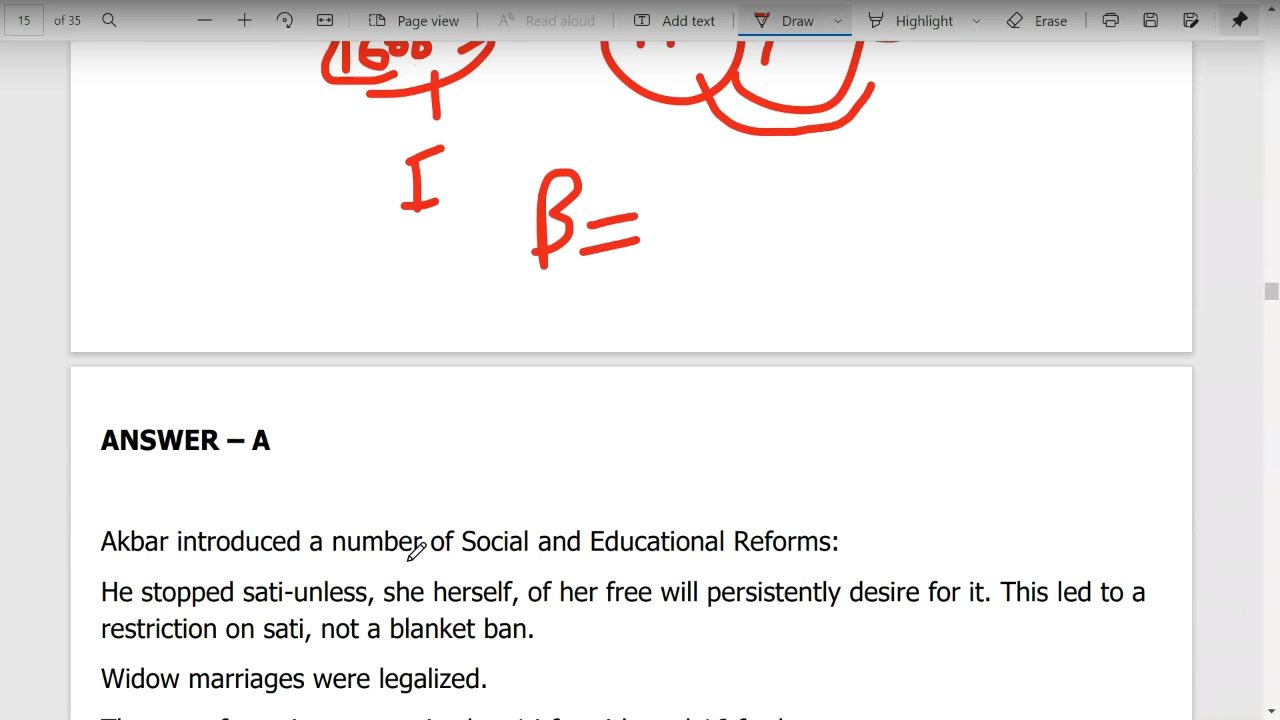 15 of 35 Page view Read aloud Add text Draw Highlight Erase
1600
I
B=
ANSWER – A
Akbar introduced a number of Social and Educational Reforms:
He stopped sati-unless, she herself, of her free will persistently desire for it. This led to a
restriction on sati, not a blanket ban.
Widow marriages were legalized.